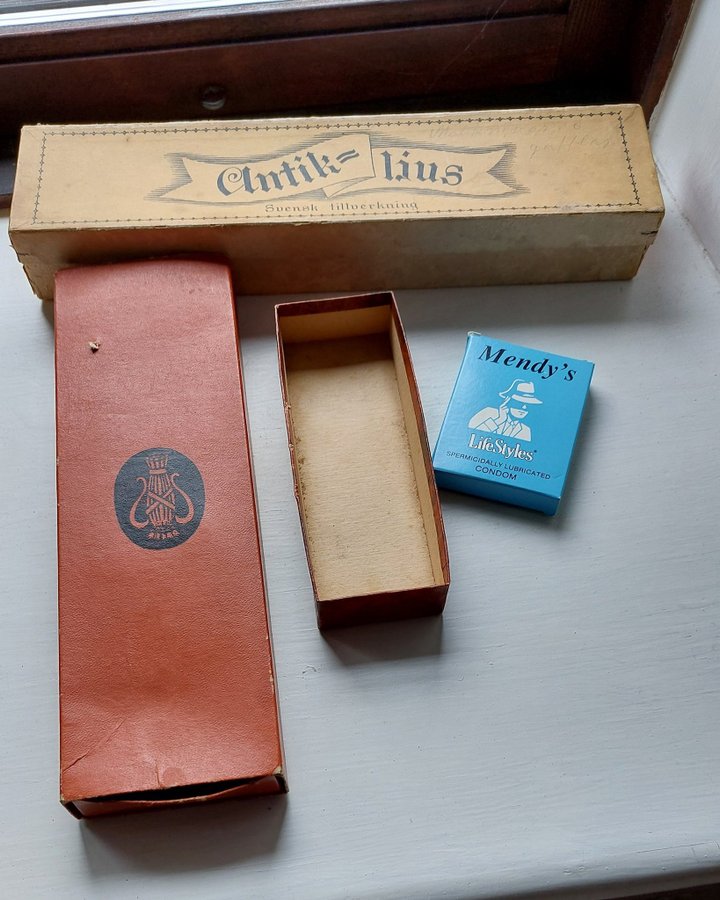 Antik=
ljus
Svensk tillverkning
Mendy's
LifeStyles®
SPERMICIDALLY LUBRICATED
CONDOM